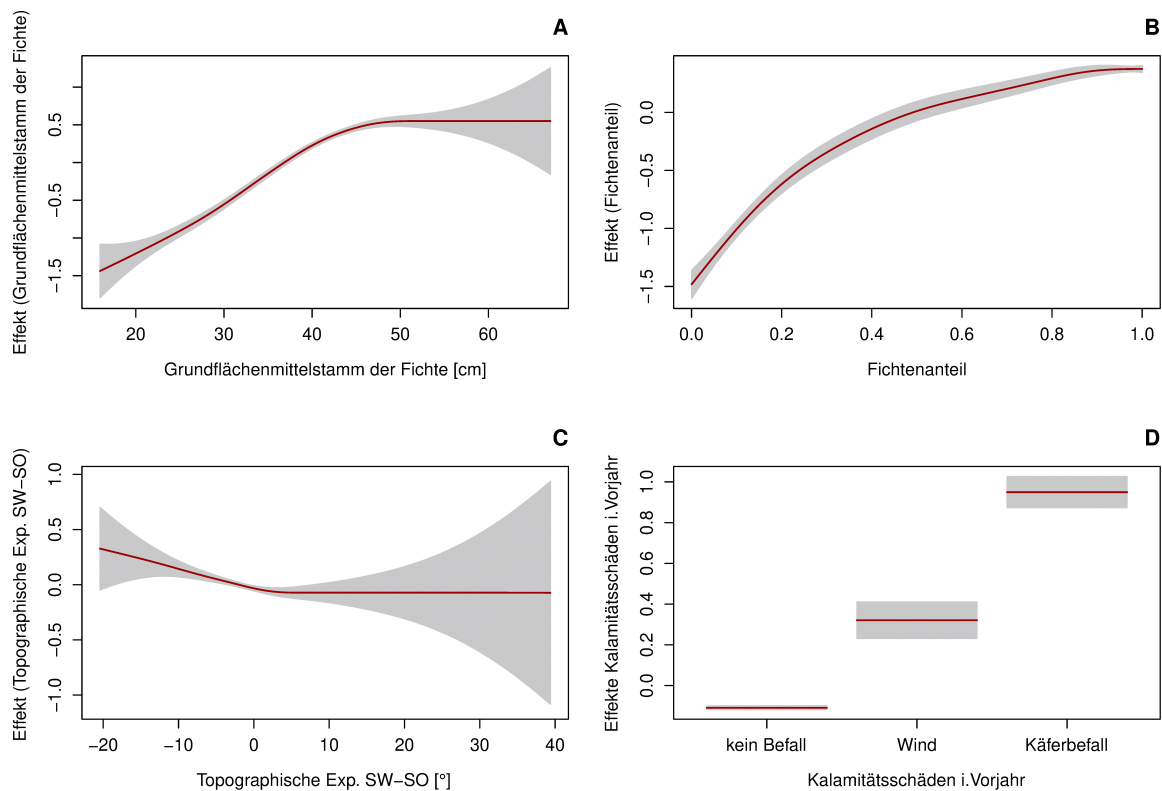 A
Effekt (Grundflächenmittelstamm der Fichte)
0.5
−0.5
−1.5
20 30 40 50 60
Grundflächenmittelstamm der Fichte [cm]
B
Effekt (Fichtenanteil)
0.0
−0.5
−1.0
−1.5
0.0 0.2 0.4 0.6 0.8 1.0
Fichtenanteil
C
Effekt (Topographische Exp. SW−SO)
1.0
0.5
0.0
−0.5
−1.0
−20 −10 0 10 20 30 40
Topographische Exp. SW−SO [°]
D
Effekte Kalamitätsschäden i.Vorjahr
1.0
0.8
0.6
0.4
0.2
0.0
kein Befall Wind Käferbefall
Kalamitätsschäden i.Vorjahr